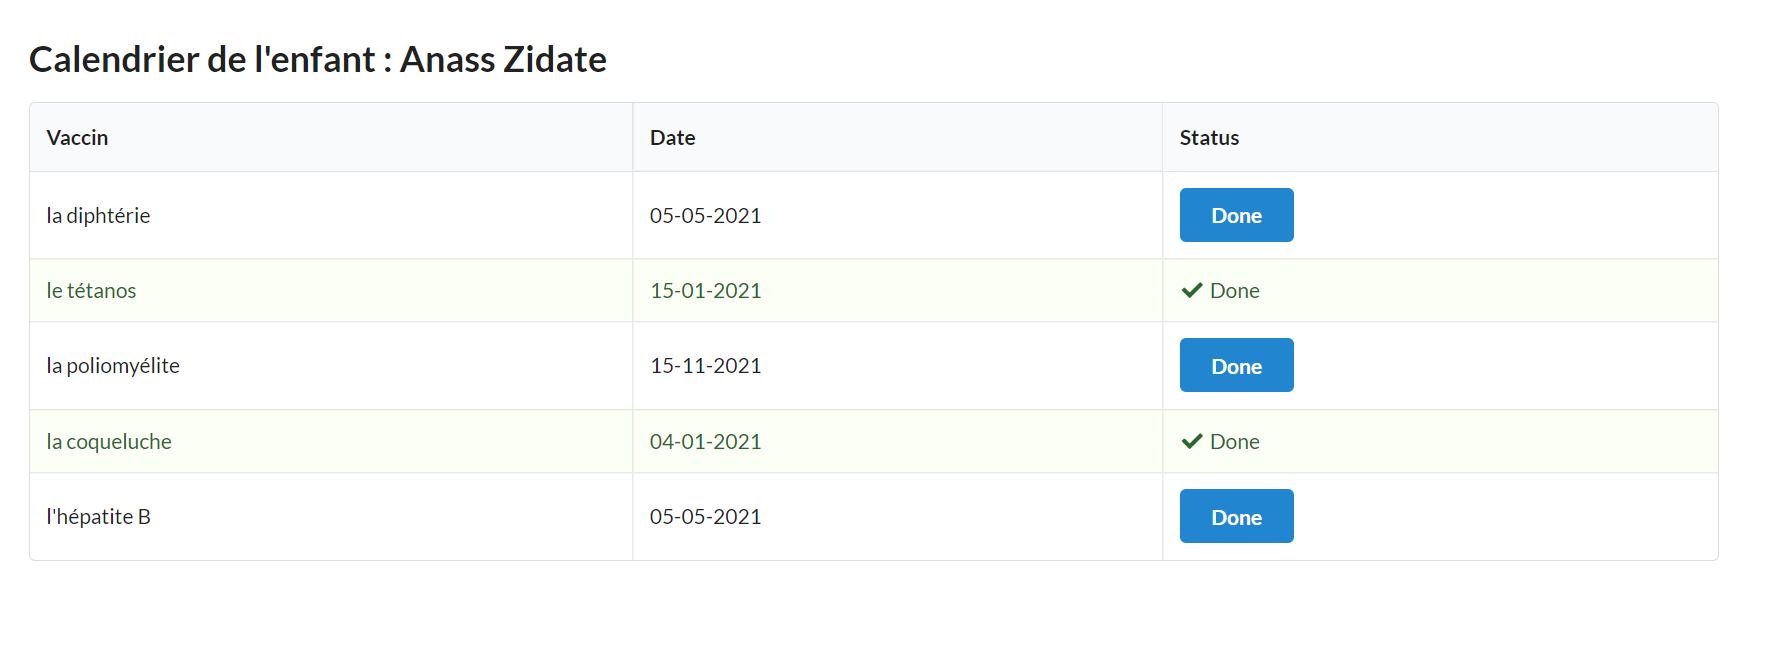 Calendrier de l'enfant : Anass Zidate
Vaccin Date Status
la diphtérie 05-05-2021 Done
le tétanos 15-01-2021 Done
la poliomyélite 15-11-2021 Done
la coqueluche 04-01-2021 Done
l'hépatite B 05-05-2021 Done